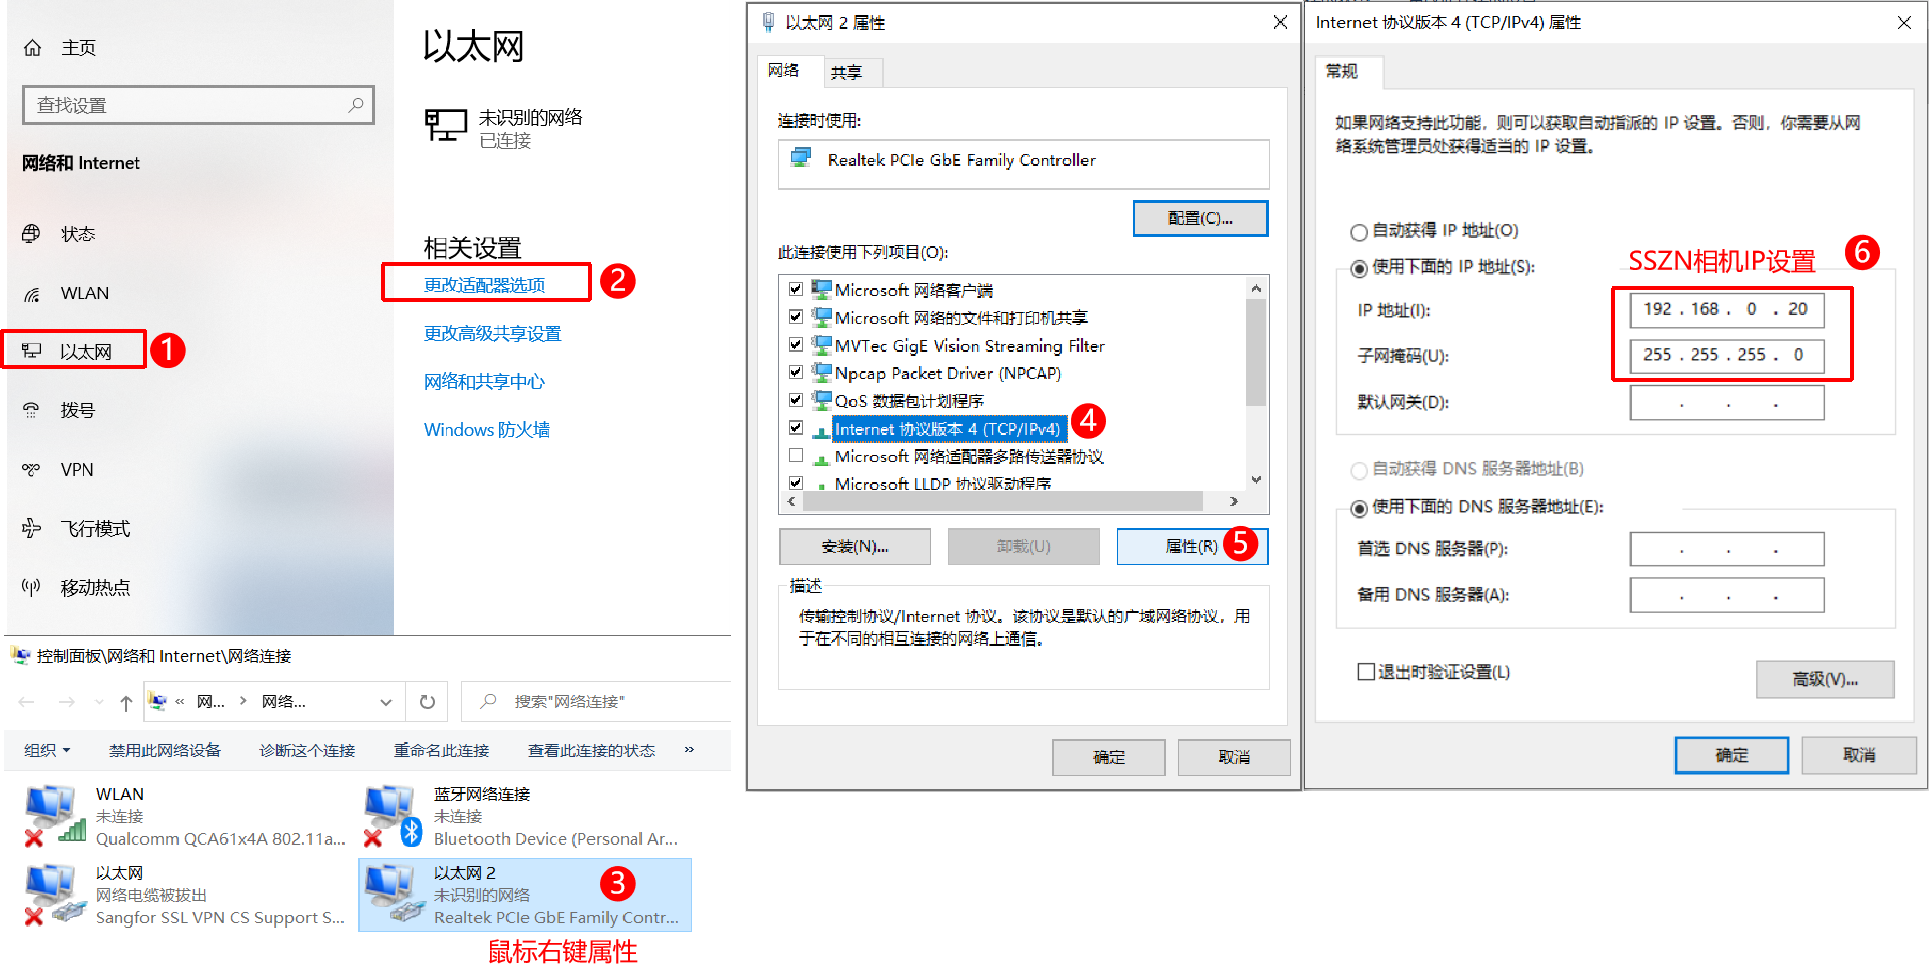 主页
查找设置
网络和 Internet
状态
WLAN
以太网
1
拨号
VPN
飞行模式
移动热点
以太网
未识别的网络
已连接
相关设置
更改适配器选项
2
更改高级共享设置
网络和共享中心
Windows 防火墙
控制面板\网络和 Internet\网络连接
« 网... › 网络...
搜索"网络连接"
组织 禁用此网络设备 诊断这个连接 重命名此连接 查看此连接的状态 »
WLAN
未连接
Qualcomm QCA61x4A 802.11a...
蓝牙网络连接
未连接
Bluetooth Device (Personal Ar...
以太网
网络电缆被拔出
Sangfor SSL VPN CS Support S...
以太网 2
未识别的网络
Realtek PCIe GbE Family Contr...
3
鼠标右键属性
以太网 2 属性
网络 共享
连接时使用:
Realtek PCIe GbE Family Controller
配置(C)...
此连接使用下列项目(O):
Microsoft 网络客户端
Microsoft 网络的文件和打印机共享
MVTec GigE Vision Streaming Filter
Npcap Packet Driver (NPCAP)
QoS 数据包计划程序
Internet 协议版本 4 (TCP/IPv4)
4
Microsoft 网络适配器多路传送器协议
Microsoft LLDP 协议驱动程序
安装(N)... 卸载(U) 属性(R)
5
描述
传输控制协议/Internet 协议。该协议是默认的广域网络协议，用
于在不同的相互连接的网络上通信。
确定 取消
Internet 协议版本 4 (TCP/IPv4) 属性
常规
如果网络支持此功能，则可以获取自动指派的 IP 设置。否则，你需要从网
络系统管理员处获得适当的 IP 设置。
自动获得 IP 地址(O)
使用下面的 IP 地址(S):
SSZN相机IP设置
6
IP 地址(I): 192 . 168 . 0 . 20
子网掩码(U): 255 . 255 . 255 . 0
默认网关(D): . . .
自动获得 DNS 服务器地址(B)
使用下面的 DNS 服务器地址(E):
首选 DNS 服务器(P): . . .
备用 DNS 服务器(A): . . .
退出时验证设置(L)
高级(V)...
确定 取消